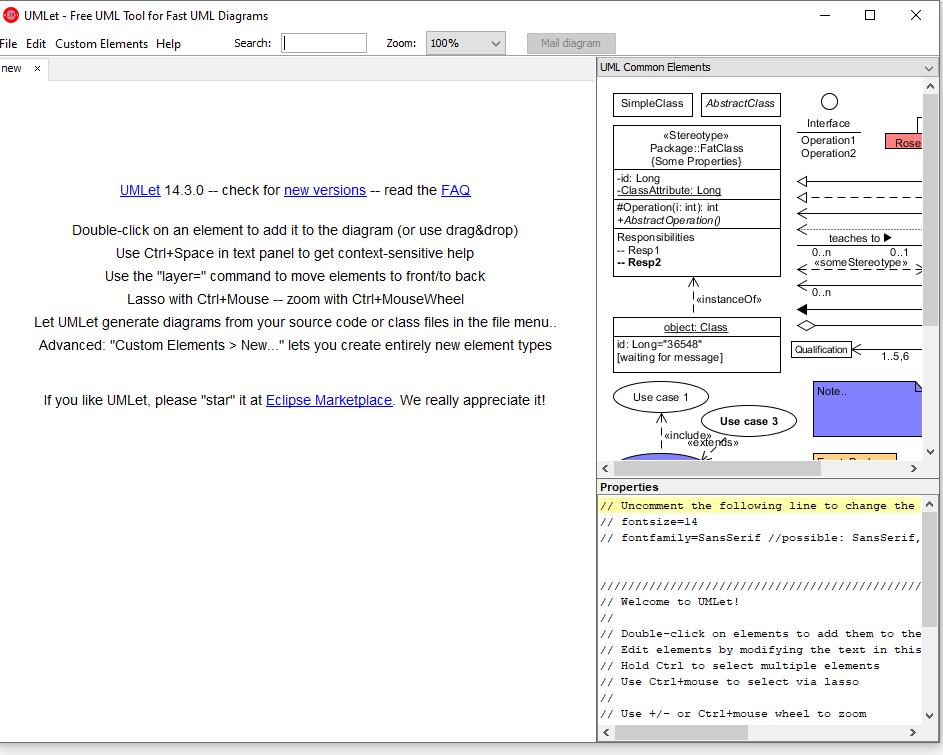 UMLet - Free UML Tool for Fast UML Diagrams
File Edit Custom Elements Help Search: Zoom: 100% Mail diagram
new
UMLet 14.3.0 -- check for new versions -- read the FAQ
Double-click on an element to add it to the diagram (or use drag&drop)
Use Ctrl+Space in text panel to get context-sensitive help
Use the "layer=" command to move elements to front/to back
Lasso with Ctrl+Mouse -- zoom with Ctrl+MouseWheel
Let UMLet generate diagrams from your source code or class files in the file menu..
Advanced: "Custom Elements > New..." lets you create entirely new element types
If you like UMLet, please "star" it at Eclipse Marketplace. We really appreciate it!
UML Common Elements
SimpleClass
AbstractClass
«Stereotype»
Package::FatClass
{Some Properties}
-id: Long
-ClassAttribute: Long
#Operation(i: int): int
+AbstractOperation()
Responsibilities
-- Resp1
-- Resp2
«instanceOf»
object: Class
id: Long="36548"
[waiting for message]
Use case 1
Use case 3
«include»
«extends»
Interface
Operation1
Operation2
Rose
teaches to
0..n 0..1
«someStereotype»
0..n
Qualification
1..5,6
Note..
Properties
// Uncomment the following line to change the
// fontsize=14
// fontfamily=SansSerif //possible: SansSerif,
//////////////////////////////////////////////
// Welcome to UMLet!
//
// Double-click on elements to add them to the
// Edit elements by modifying the text in this
// Hold Ctrl to select multiple elements
// Use Ctrl+mouse to select via lasso
//
// Use +/- or Ctrl+mouse wheel to zoom